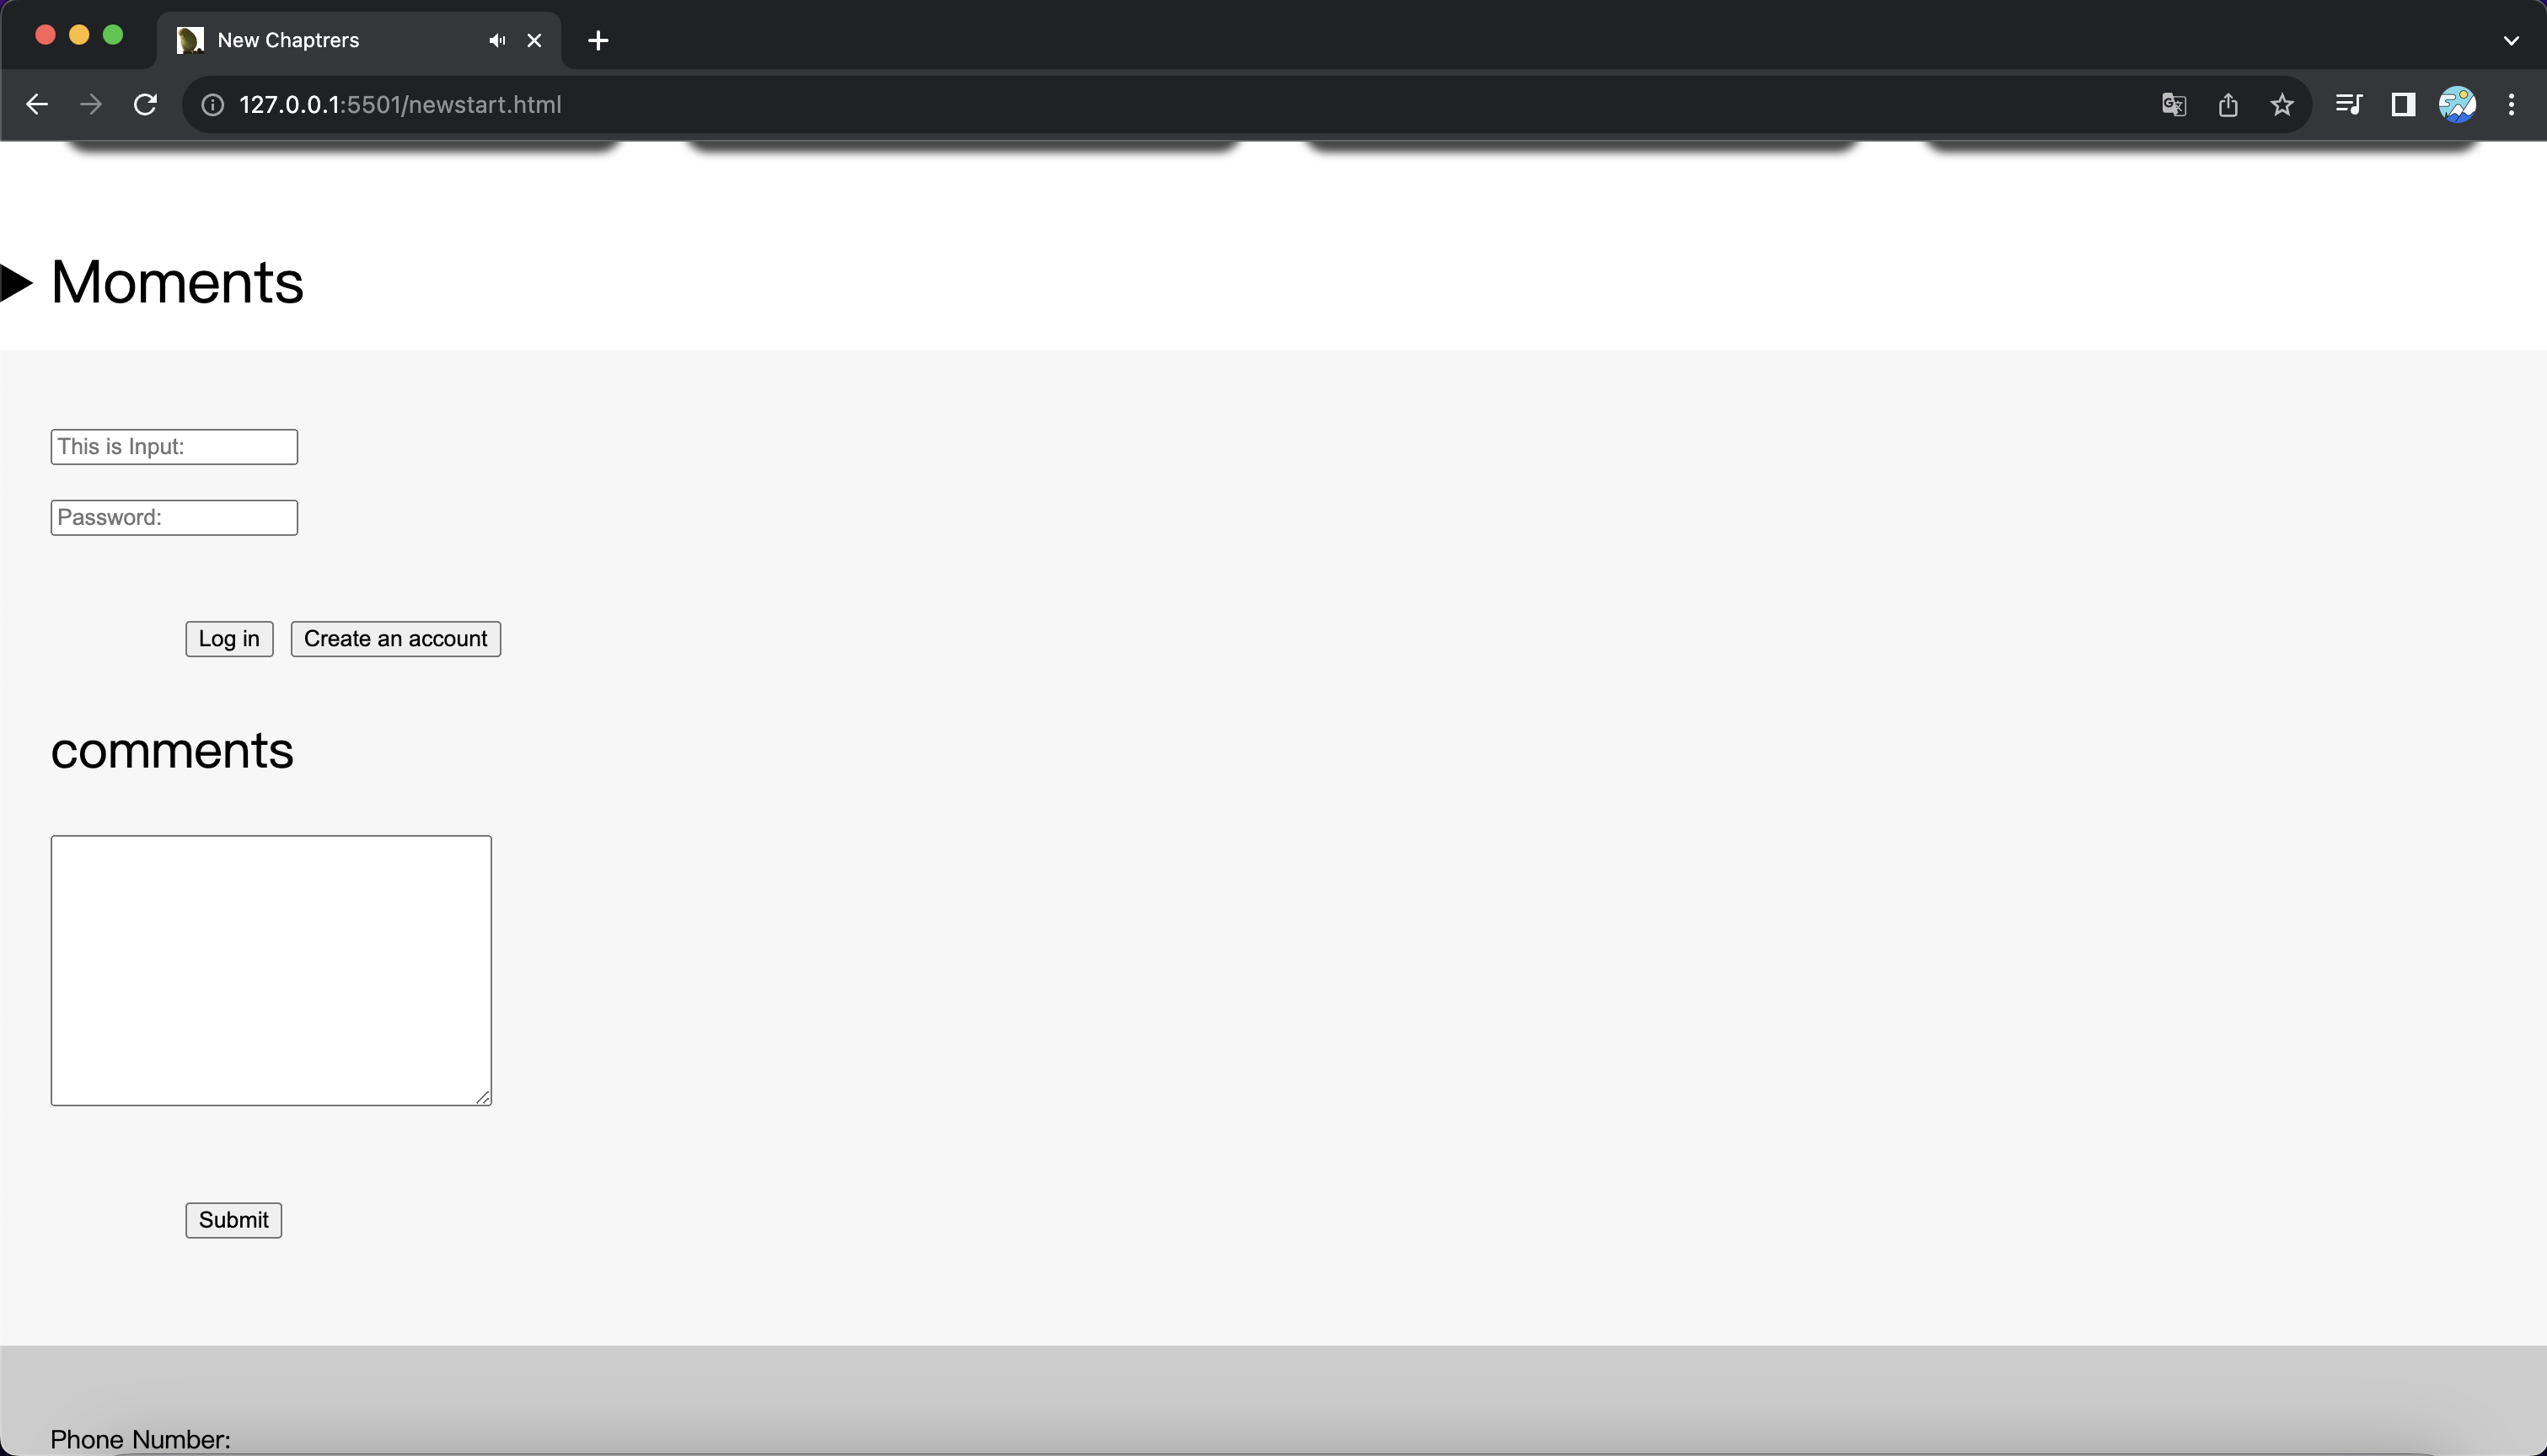 New Chaptrers
127.0.0.1:5501/newstart.html
Moments
This is Input:
Password:
Log in Create an account
comments
Submit
Phone Number: